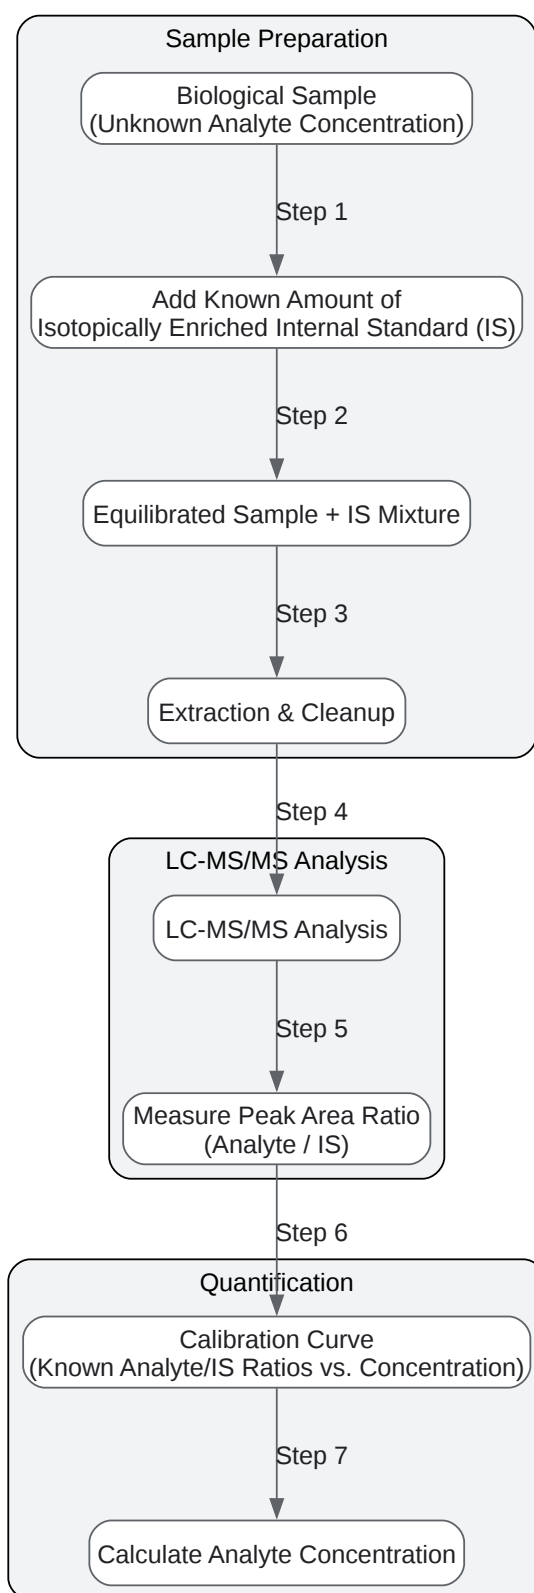 Sample Preparation
Biological Sample
(Unknown Analyte Concentration)
Step 1
Add Known Amount of
Isotopically Enriched Internal Standard (IS)
Step 2
Equilibrated Sample + IS Mixture
Step 3
Extraction & Cleanup
Step 4
LC-MS/MS Analysis
LC-MS/MS Analysis
Step 5
Measure Peak Area Ratio
(Analyte / IS)
Step 6
Quantification
Calibration Curve
(Known Analyte/IS Ratios vs. Concentration)
Step 7
Calculate Analyte Concentration